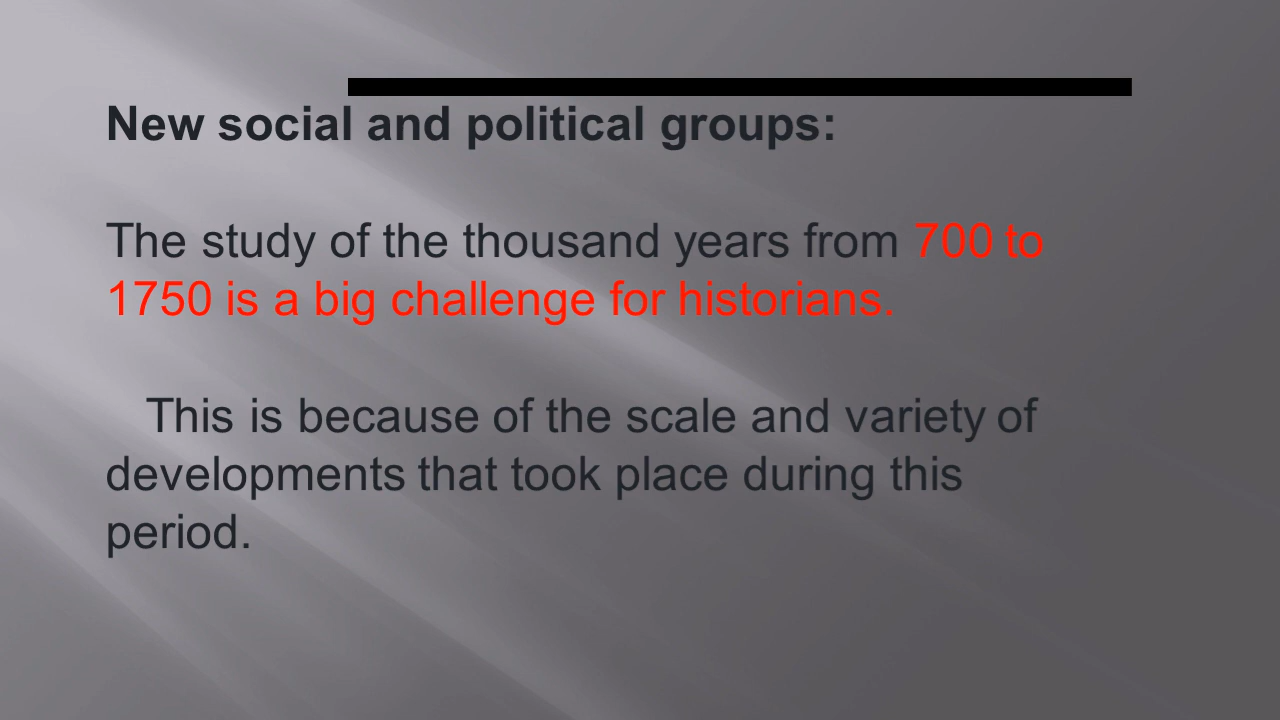 New social and political groups:
The study of the thousand years from 700 to
1750 is a big challenge for historians.
This is because of the scale and variety of
developments that took place during this
period.